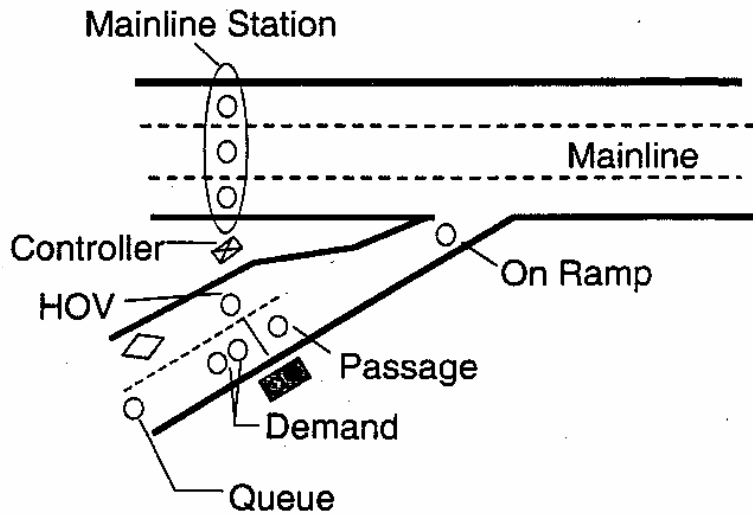 Mainline Station
Mainline
Controller
On Ramp
HOV
Passage
Demand
Queue